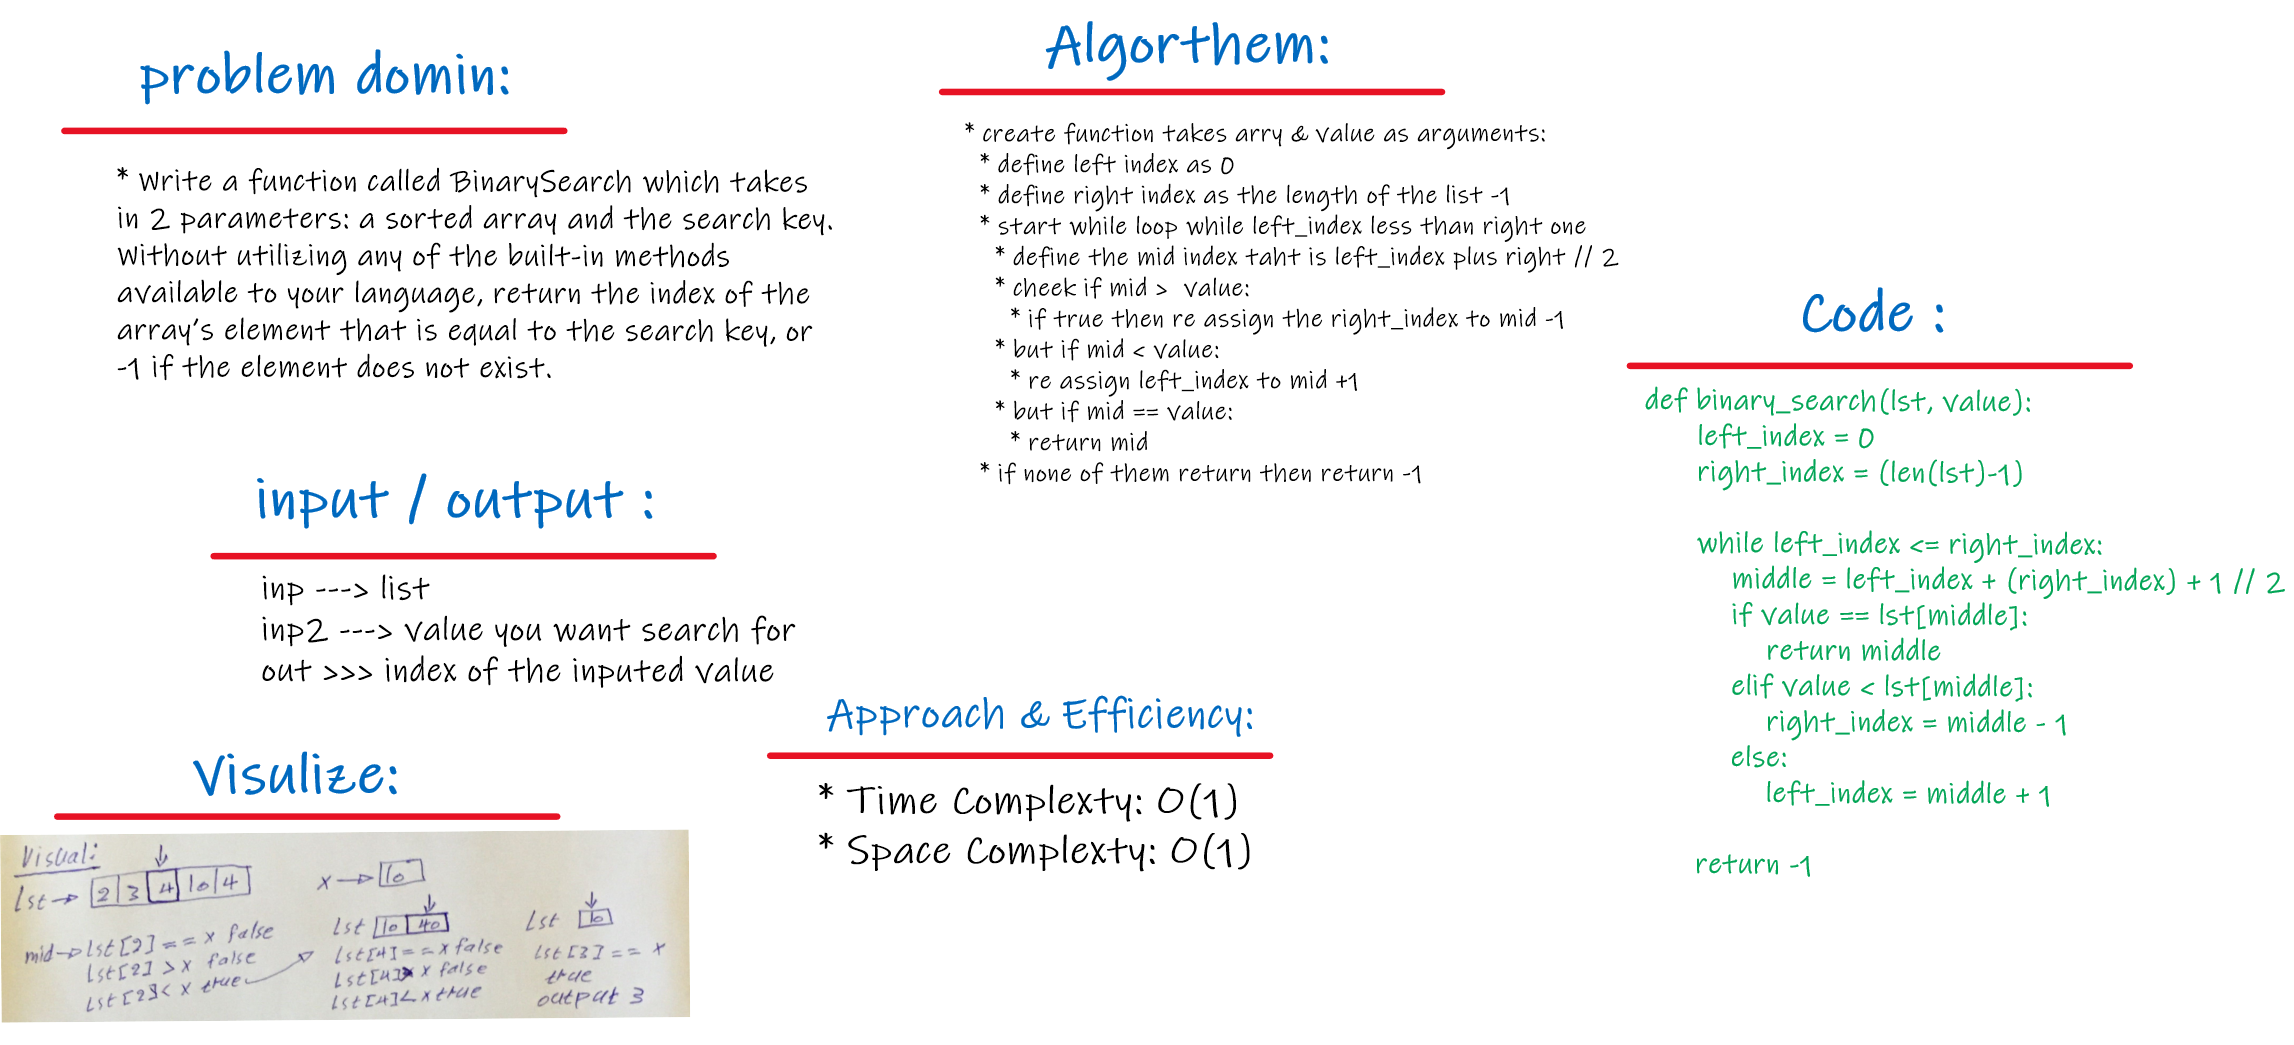 problem domin:
* Write a function called BinarySearch which takes
in 2 parameters: a sorted array and the search key.
Without utilizing any of the built-in methods
available to your language, return the index of the
array's element that is equal to the search key, or
-1 if the element does not exist.
input / output :
inp ---> list
inp2 ---> value you want search for
out >>> index of the inputed value
Visulize:
Visual:
lst→ 2 3 4 10 4
x → 10
mid→ lst[2] == x false
lst[2] > x false
lst[2] < x true
lst 10 40
lst[4] == x false
lst[4] x false
lst[4] < x true
lst 10
lst[3] == x
true
output 3
Algorthem:
* create function takes arry & value as arguments:
* define left index as 0
* define right index as the length of the list -1
* start while loop while left_index less than right one
* define the mid index taht is left_index plus right // 2
* cheek if mid > value:
* if true then re assign the right_index to mid -1
* but if mid < value:
* re assign left_index to mid +1
* but if mid == value:
* return mid
* if none of them return then return -1
Approach & Efficiency:
* Time Complexty: O(1)
* Space Complexty: O(1)
Code :
def binary_search(lst, value):
left_index = 0
right_index = (len(lst)-1)
while left_index <= right_index:
middle = left_index + (right_index) + 1 // 2
if value == lst[middle]:
return middle
elif value < lst[middle]:
right_index = middle - 1
else:
left_index = middle + 1
return -1